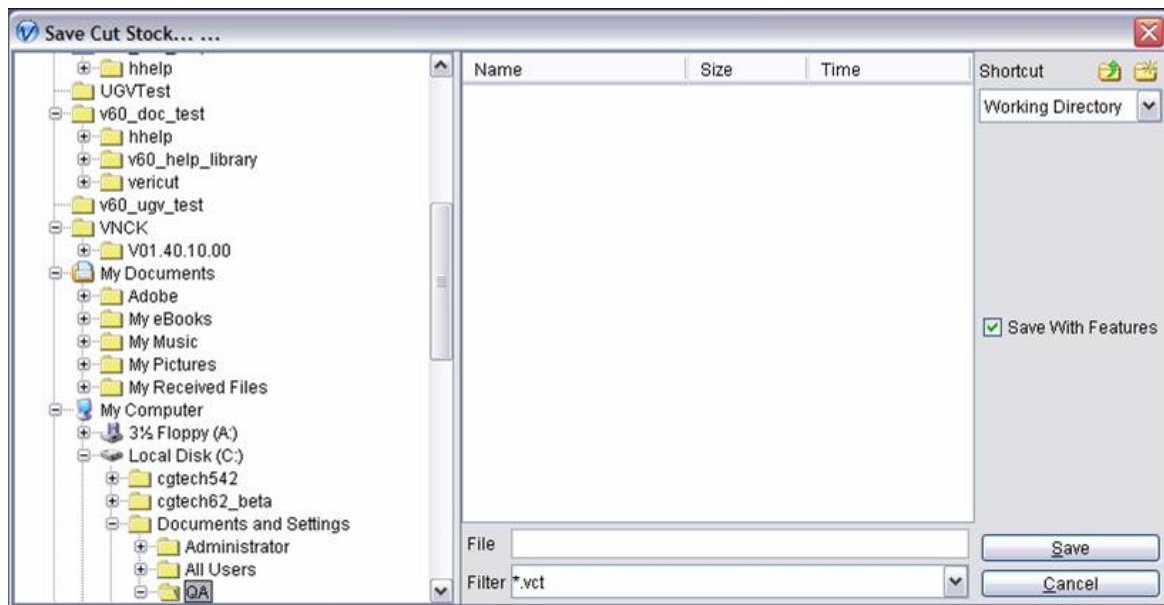 Save Cut Stock... ...
hhelp
UGVTest
v60_doc_test
hhelp
v60_help_library
vericut
v60_ugv_test
VNCK
V01.40.10.00
My Documents
Adobe
My eBooks
My Music
My Pictures
My Received Files
My Computer
3½ Floppy (A:)
Local Disk (C:)
cgtech542
cgtech62_beta
Documents and Settings
Administrator
All Users
QA
Name Size Time
File
Filter *.vct
Shortcut
Working Directory
Save With Features
Save
Cancel